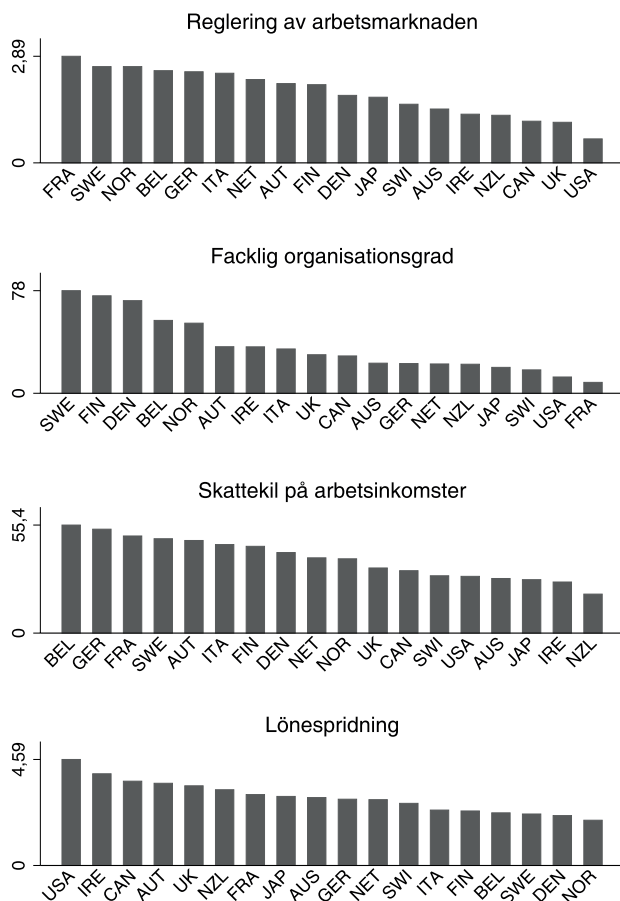 Reglering av arbetsmarknaden
2,89
0
FRA SWE NOR BEL GER ITA NET AUT FIN DEN JAP SWI AUS IRE NZL CAN UK USA
Facklig organisationsgrad
78
0
SWE FIN DEN BEL NOR AUT IRE ITA UK CAN AUS GER NET NZL JAP SWI USA FRA
Skattekil på arbetsinkomster
55,4
0
BEL GER FRA SWE AUT ITA FIN DEN NET NOR UK CAN SWI USA AUS JAP IRE NZL
Lönespridning
4,59
0
USA IRE CAN AUT UK NZL FRA JAP AUS GER NET SWI ITA FIN BEL SWE DEN NOR